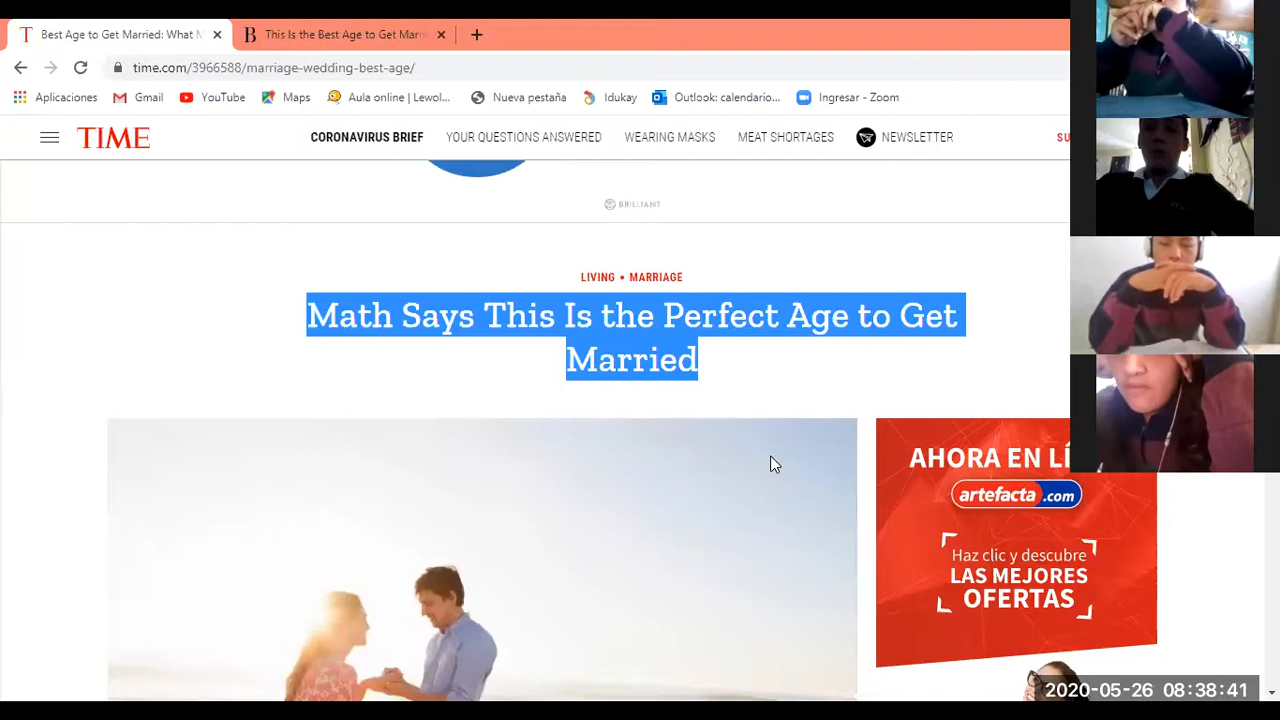 Best Age to Get Married: What M
This Is the Best Age to Get Marri
time.com/3966588/marriage-wedding-best-age/
Aplicaciones
Gmail
YouTube
Maps
Aula online | Lewol...
Nueva pestaña
Idukay
Outlook: calendario...
Ingresar - Zoom
TIME
CORONAVIRUS BRIEF
YOUR QUESTIONS ANSWERED
WEARING MASKS
MEAT SHORTAGES
NEWSLETTER
SU
BRILLIANT
LIVING • MARRIAGE
Math Says This Is the Perfect Age to Get
Married
AHORA EN LÍ
artefacta.com
Haz clic y descubre
LAS MEJORES
OFERTAS
2020-05-26 08:38:41